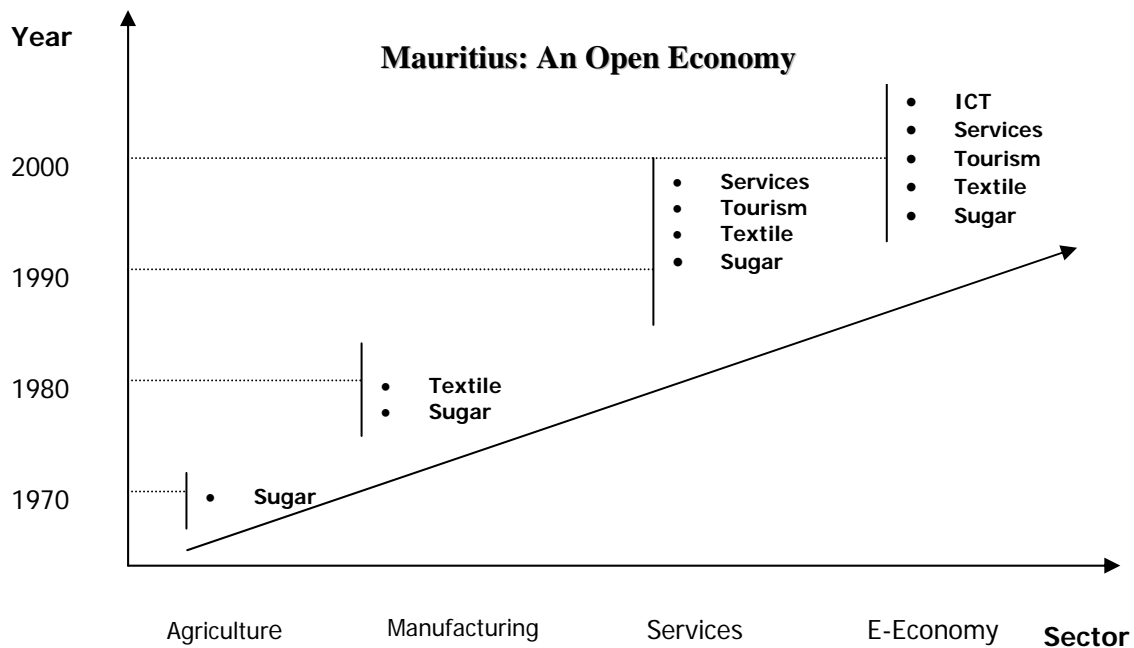 Year
Mauritius: An Open Economy
• ICT
• Services
• Tourism
• Textile
• Sugar
2000
• Services
• Tourism
• Textile
• Sugar
1990
1980
• Textile
• Sugar
1970
• Sugar
Agriculture Manufacturing Services E-Economy Sector